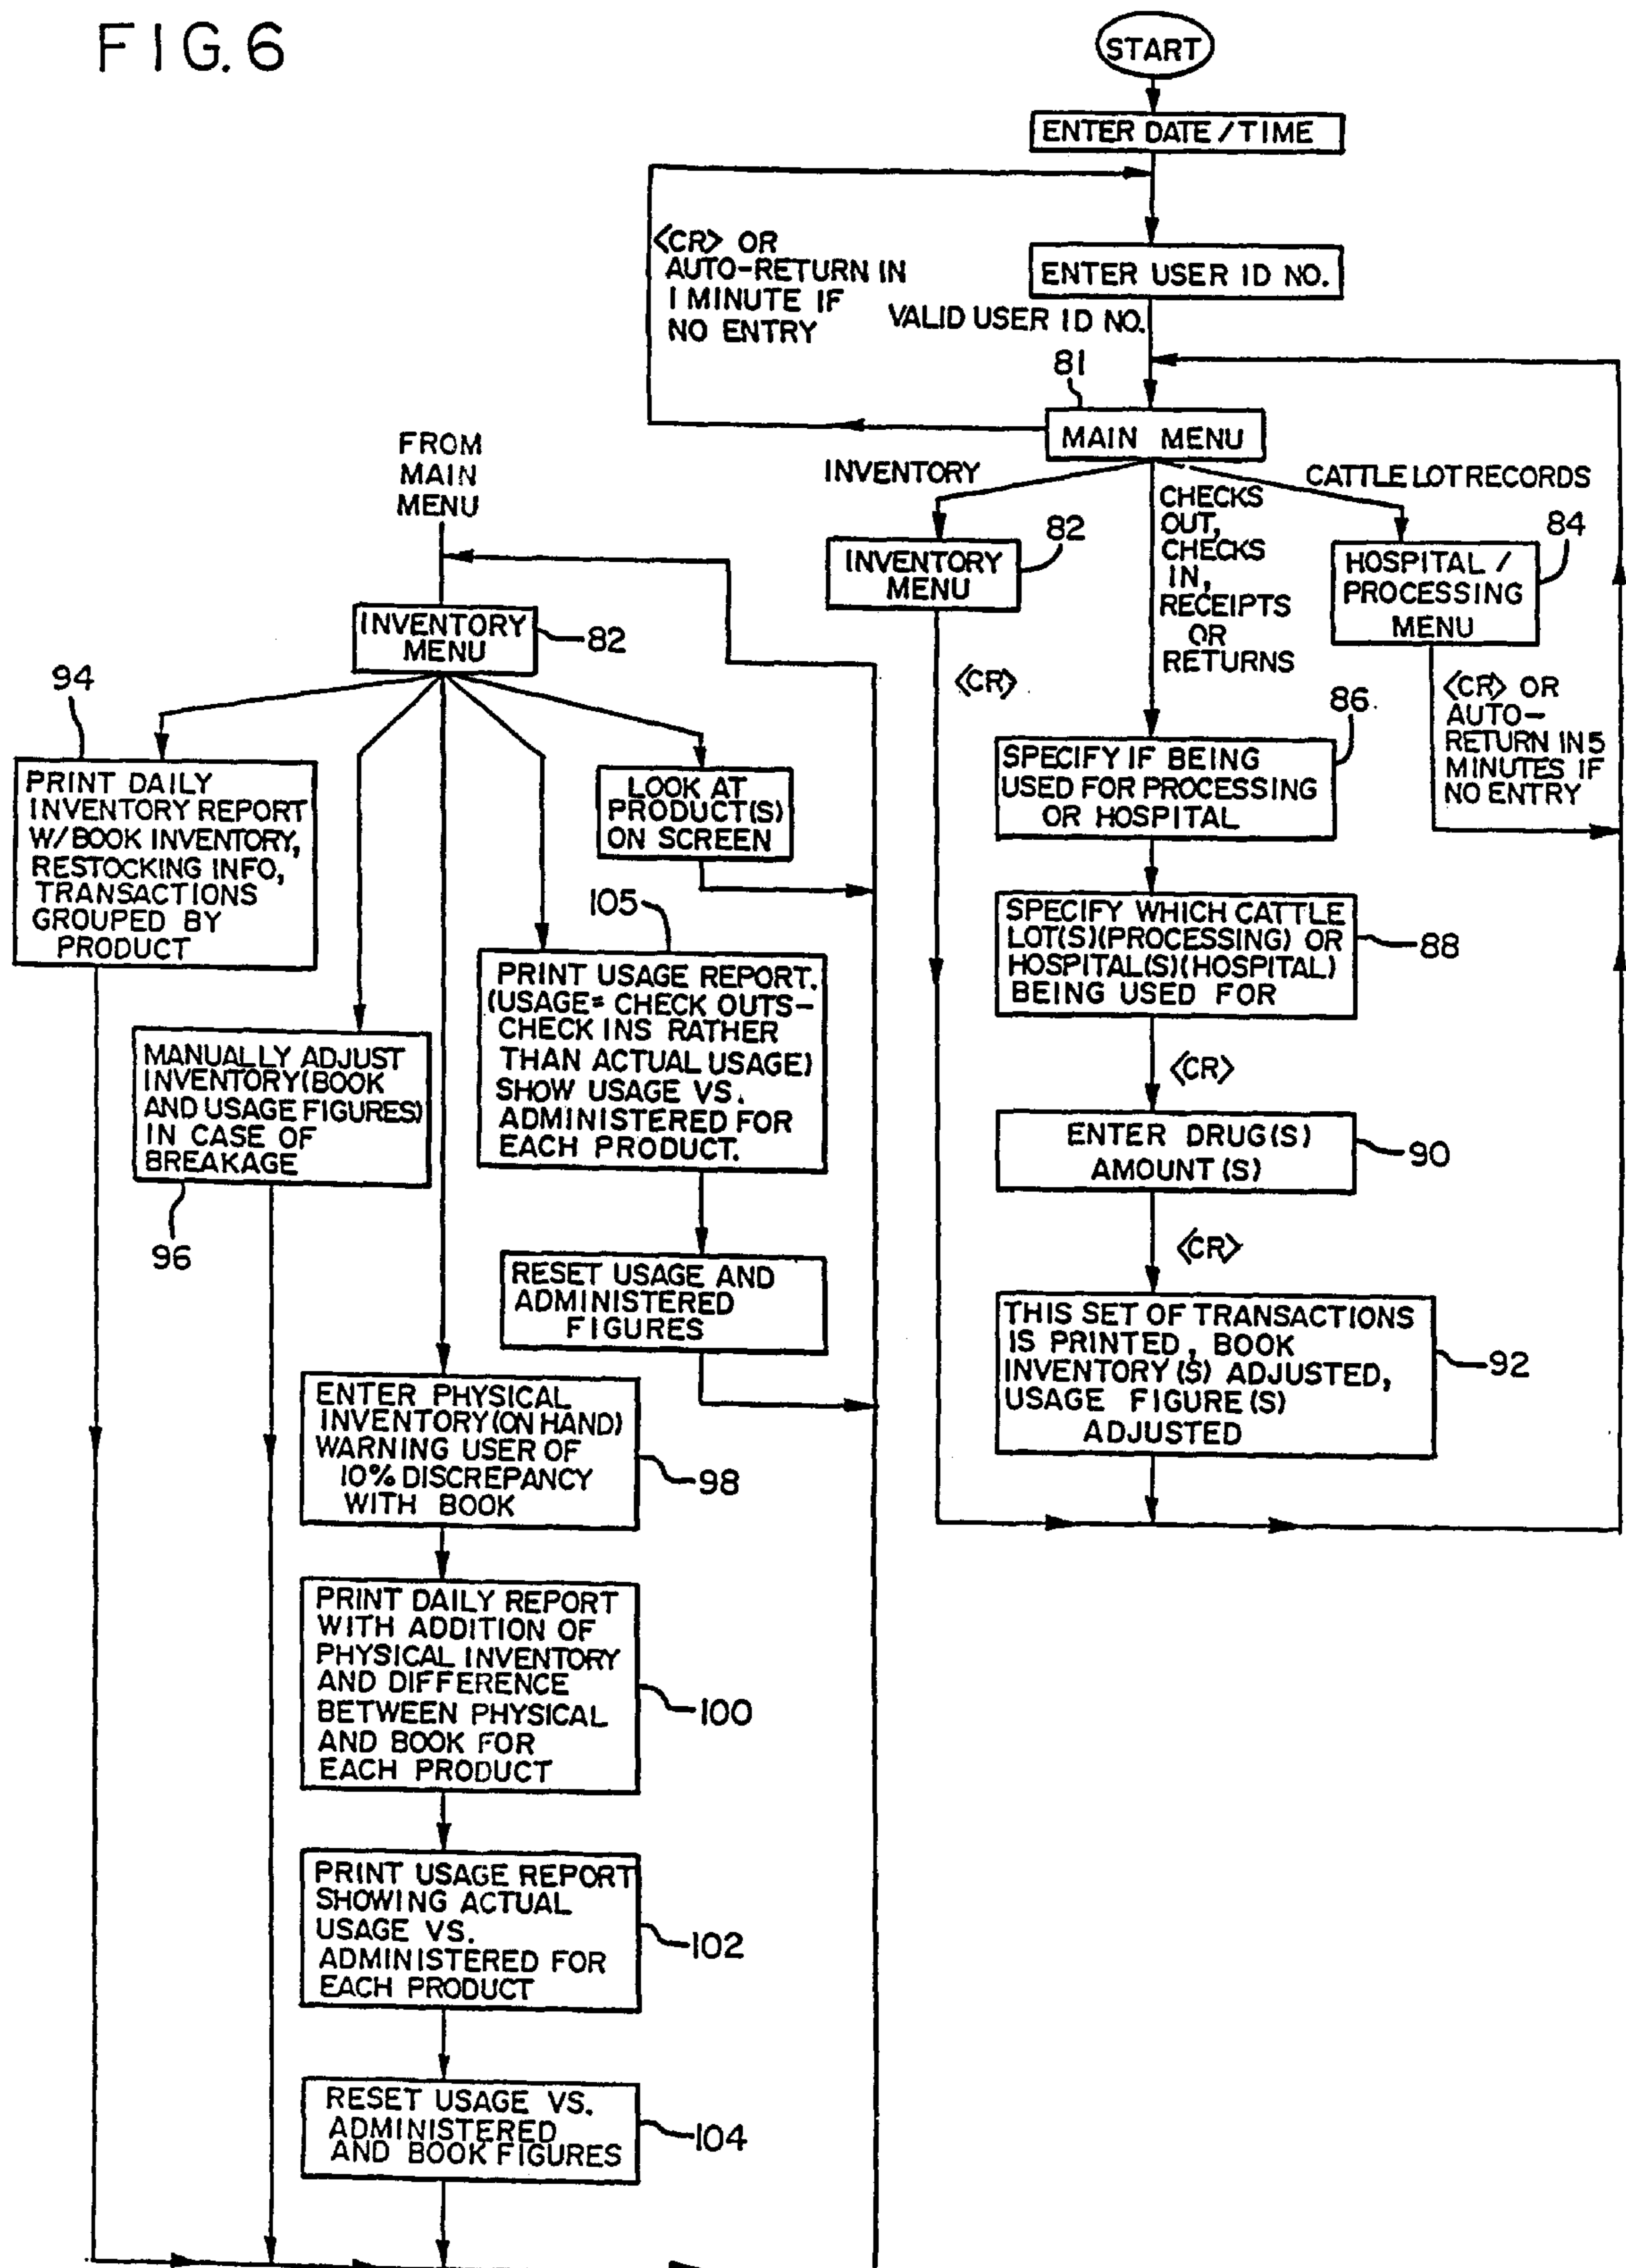 FIG. 6
START
ENTER DATE / TIME
<CR> OR
AUTO-RETURN IN
1 MINUTE IF
NO ENTRY
ENTER USER ID NO.
VALID USER ID NO.
81
MAIN MENU
INVENTORY
CHECKS
OUT,
CHECKS
IN,
RECEIPTS
OR
RETURNS
CATTLE LOT RECORDS
82
INVENTORY
MENU
84
HOSPITAL /
PROCESSING
MENU
<CR>
<CR> OR
AUTO-
RETURN IN 5
MINUTES IF
NO ENTRY
86
SPECIFY IF BEING
USED FOR PROCESSING
OR HOSPITAL
SPECIFY WHICH CATTLE
LOT(S)(PROCESSING) OR
HOSPITAL(S)(HOSPITAL)
BEING USED FOR
88
<CR>
ENTER DRUG(S)
AMOUNT(S)
90
<CR>
THIS SET OF TRANSACTIONS
IS PRINTED, BOOK
INVENTORY(S) ADJUSTED,
USAGE FIGURE(S)
ADJUSTED
92
FROM
MAIN
MENU
INVENTORY
MENU
82
94
PRINT DAILY
INVENTORY REPORT
W/BOOK INVENTORY,
RESTOCKING INFO,
TRANSACTIONS
GROUPED BY
PRODUCT
LOOK AT
PRODUCT(S)
ON SCREEN
105
PRINT USAGE REPORT.
(USAGE= CHECK OUTS-
CHECK INS RATHER
THAN ACTUAL USAGE)
SHOW USAGE VS.
ADMINISTERED FOR
EACH PRODUCT.
MANUALLY ADJUST
INVENTORY(BOOK
AND USAGE FIGURES)
IN CASE OF
BREAKAGE
96
RESET USAGE AND
ADMINISTERED
FIGURES
ENTER PHYSICAL
INVENTORY(ON HAND)
WARNING USER OF
10% DISCREPANCY
WITH BOOK
98
PRINT DAILY REPORT
WITH ADDITION OF
PHYSICAL INVENTORY
AND DIFFERENCE
BETWEEN PHYSICAL
AND BOOK FOR
EACH PRODUCT
100
PRINT USAGE REPORT
SHOWING ACTUAL
USAGE VS.
ADMINISTERED FOR
EACH PRODUCT
102
RESET USAGE VS.
ADMINISTERED
AND BOOK FIGURES
104